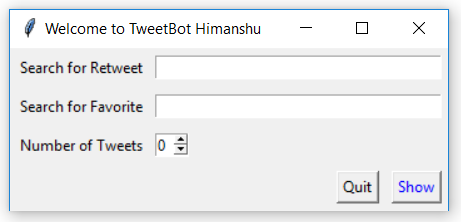 Welcome to TweetBot Himanshu
Search for Retweet
Search for Favorite
Number of Tweets 0
Quit Show